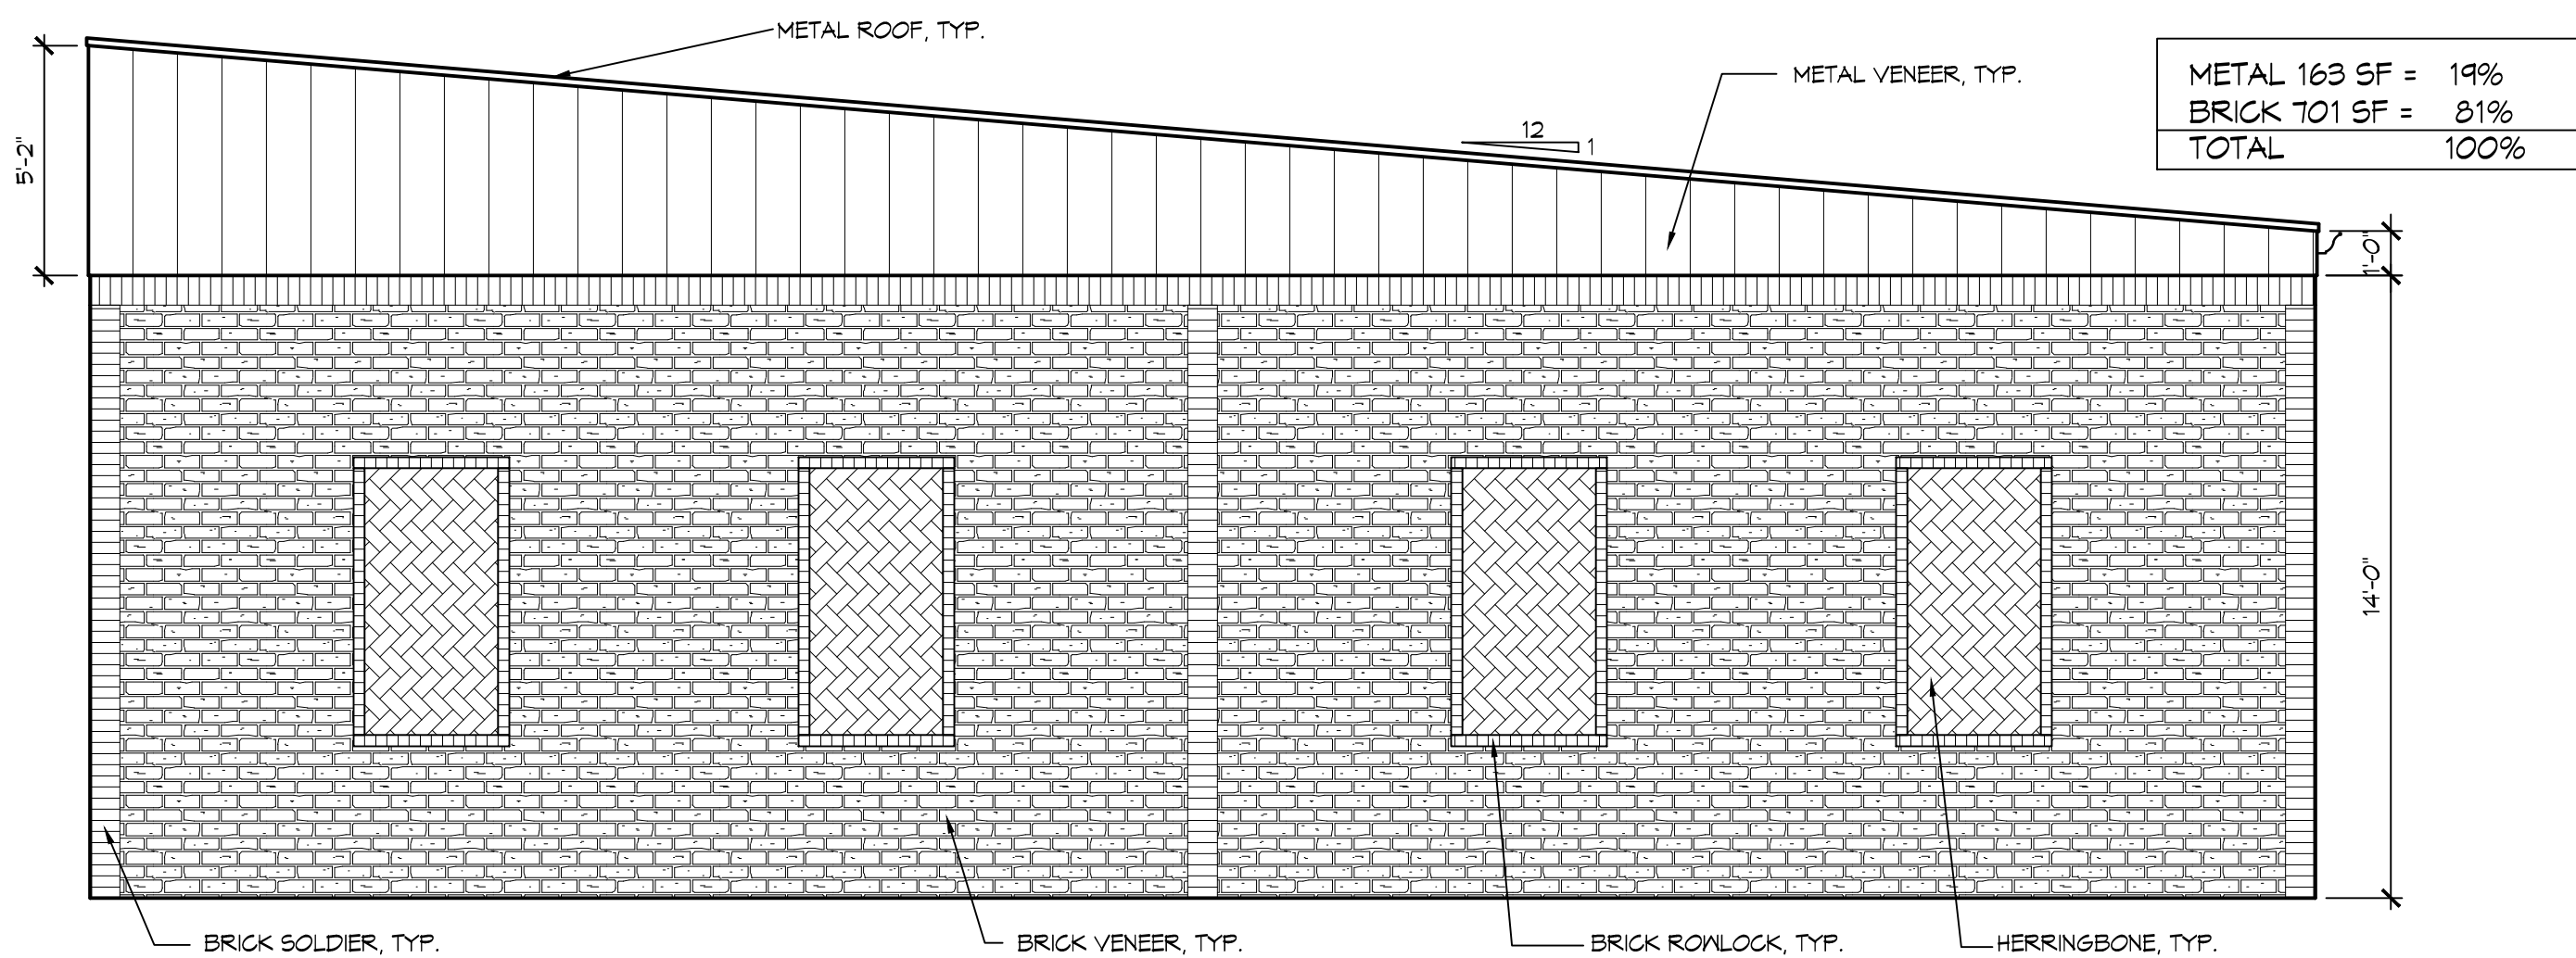 METAL ROOF, TYP.
METAL VENEER, TYP.
METAL 163 SF = 19%
BRICK 701 SF = 81%
TOTAL 100%
12
1
5'-2"
1'-0"
14'-0"
BRICK SOLDIER, TYP.
BRICK VENEER, TYP.
BRICK ROWLOCK, TYP.
HERRINGBONE, TYP.